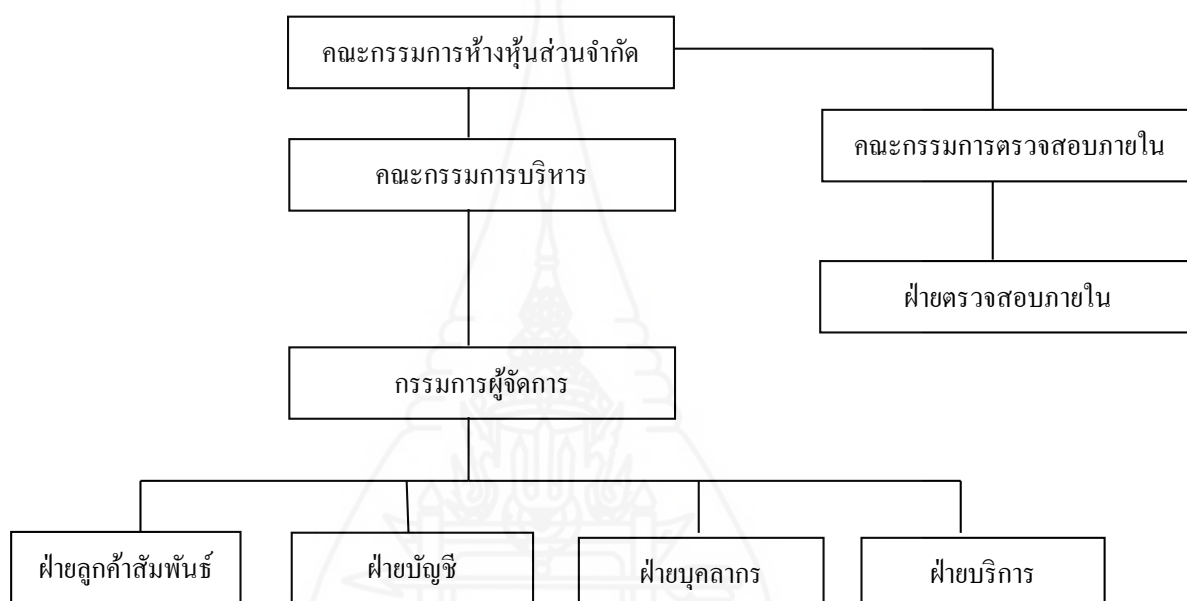 คณะกรรมการห้างหุ้นส่วนจำกัด
คณะกรรมการตรวจสอบภายใน
คณะกรรมการบริหาร
ฝ่ายตรวจสอบภายใน
กรรมการผู้จัดการ
ฝ่ายลูกค้าสัมพันธ์
ฝ่ายบัญชี
ฝ่ายบุคลากร
ฝ่ายบริการ